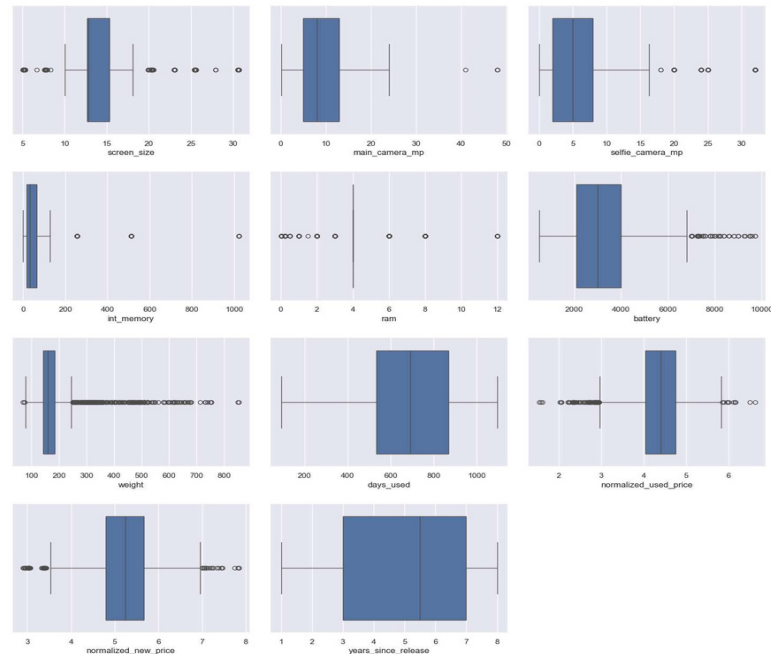 5 10 15 20 25 30
screen_size
0 10 20 30 40 50
main_camera_mp
0 5 10 15 20 25 30
selfie_camera_mp
0 200 400 600 800 1000
int_memory
0 2 4 6 8 10 12
ram
2000 4000 6000 8000 10000
battery
100 200 300 400 500 600 700 800
weight
200 400 600 800 1000
days_used
2 3 4 5 6
normalized_used_price
3 4 5 6 7 8
normalized_new_price
1 2 3 4 5 6 7 8
years_since_release